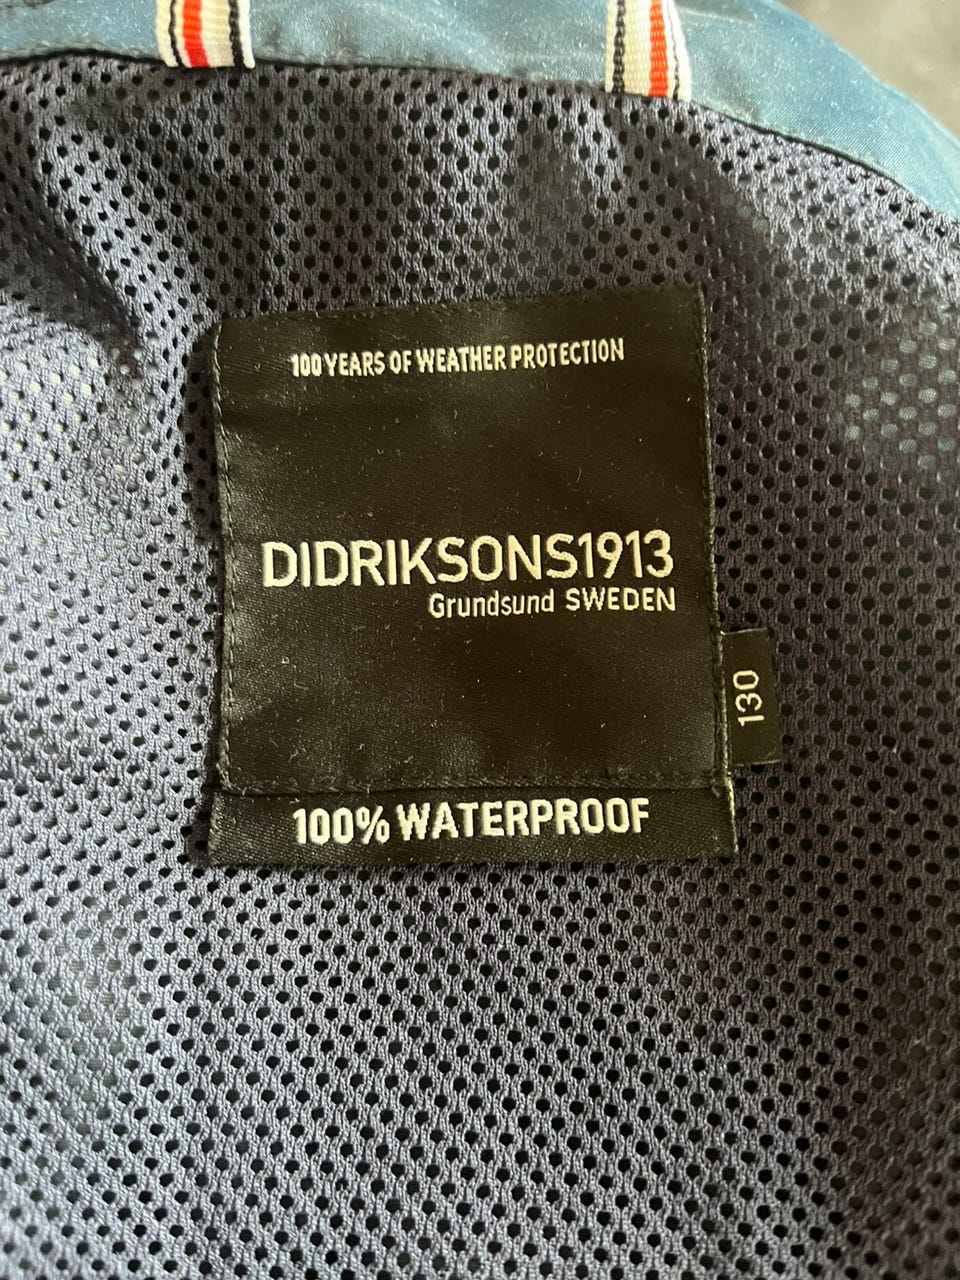 100 YEARS OF WEATHER PROTECTION
DIDRIKSONS1913
Grundsund SWEDEN
130
100% WATERPROOF